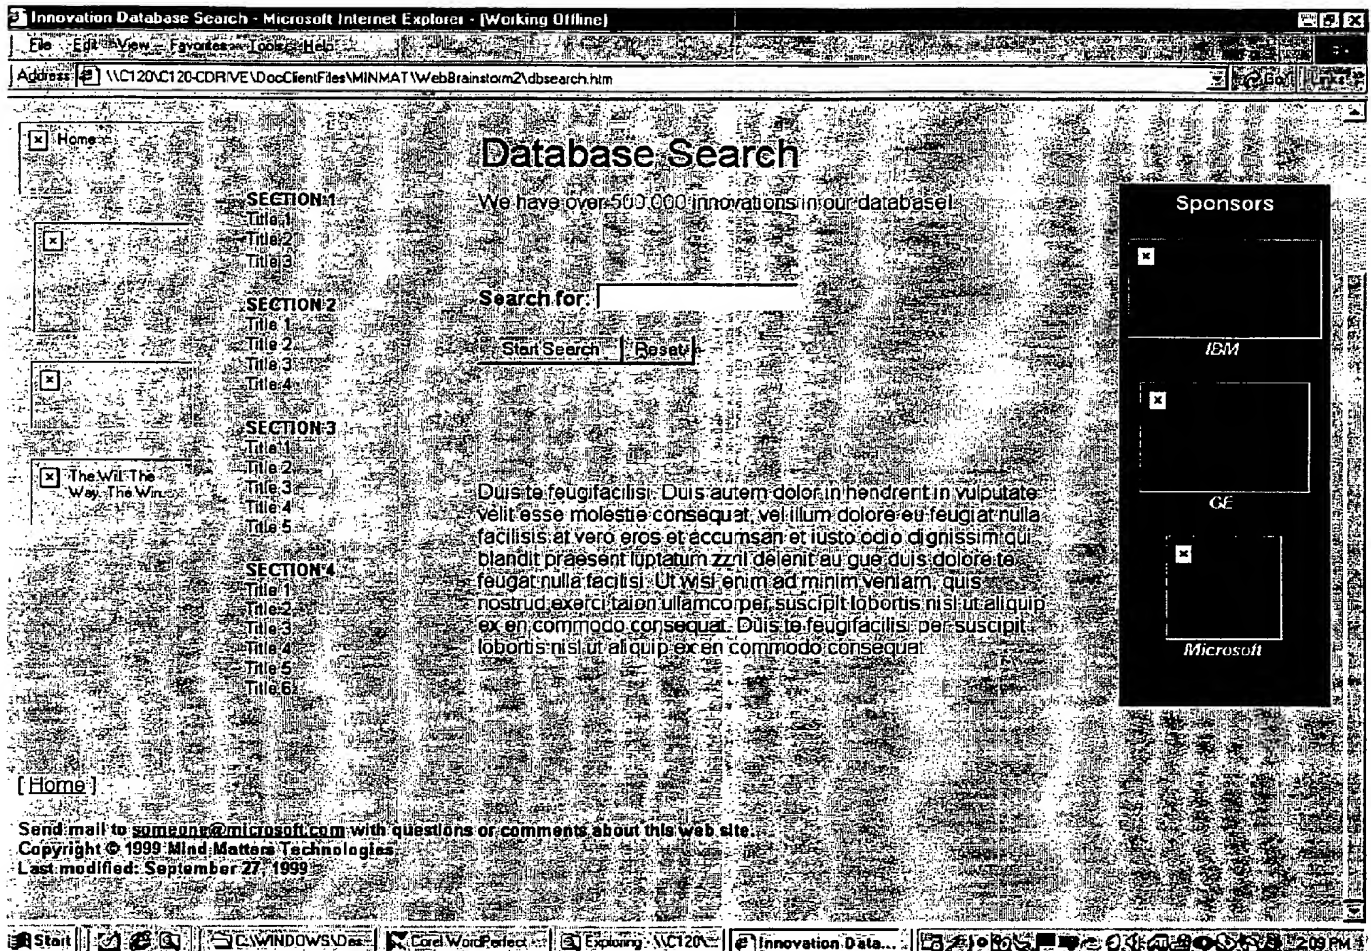 Innovation Database Search - Microsoft Internet Explorer - [Working Offline]
File Edit View Favorites Tools Help
Address \\C120\C120-CDRIVE\DocClientFiles\MINMAT\WebBrainstorm2\dbsearch.htm Go Links
Home
The Will. The
Way. The Win.
SECTION 1
Title 1
Title 2
Title 3
SECTION 2
Title 1
Title 2
Title 3
Title 4
SECTION 3
Title 1
Title 2
Title 3
Title 4
Title 5
SECTION 4
Title 1
Title 2
Title 3
Title 4
Title 5
Title 6
Database Search
We have over 500,000 innovations in our database!
Search for:
Start Search Reset
Duis te feugifacilisi. Duis autem dolor in hendrerit in vulputate
velit esse molestie consequat, vel illum dolore eu feugiat nulla
facilisis at vero eros et accumsan et iusto odio dignissim qui
blandit praesent luptatum zzril delenit au gue duis dolore te
feugat nulla facilisi. Ut wisi enim ad minim veniam, quis
nostrud exerci taion ullamcorper suscipit lobortis nisl ut aliquip
ex en commodo consequat. Duis te feugifacilisi per suscipit
lobortis nisl ut aliquip ex en commodo consequat.
Sponsors
IBM
GE
Microsoft
[ Home ]
Send mail to someone@microsoft.com with questions or comments about this web site.
Copyright © 1999 Mind Matters Technologies
Last modified: September 27, 1999
Start C:\WINDOWS\Des... Corel WordPerfect ... Exploring - \\C120\... Innovation Data... 2:09 PM